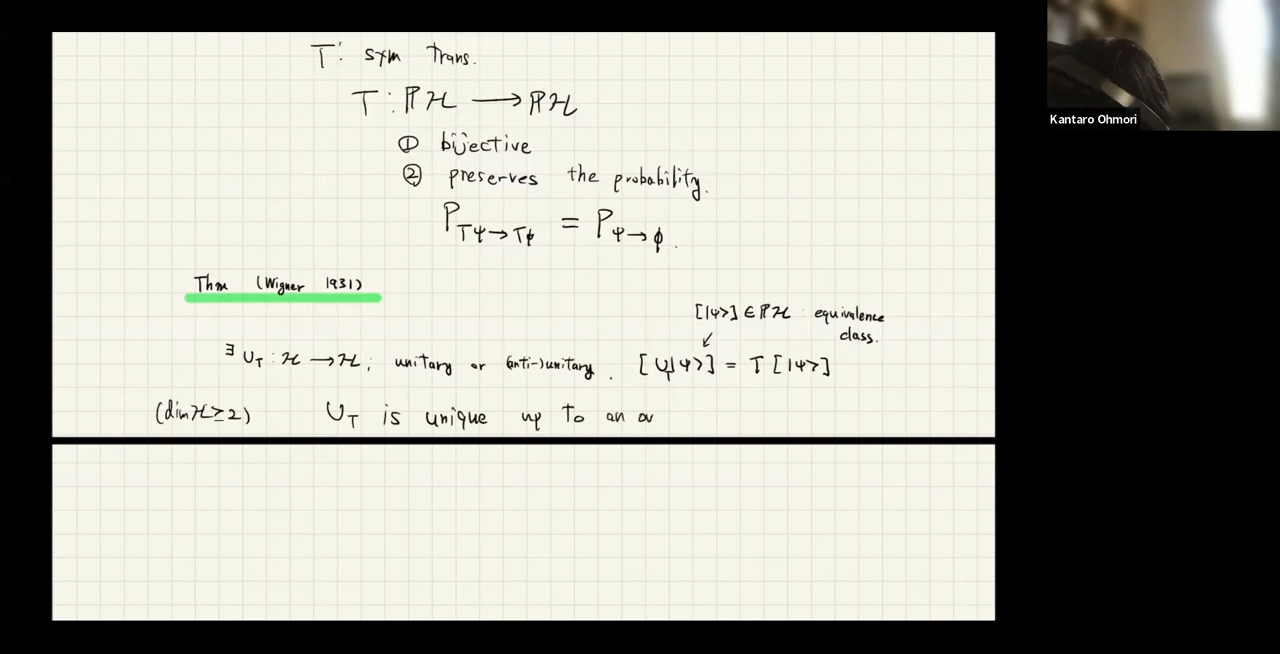 T: sym trans.
T: ℙℋ ⟶ ℙℋ
① bijective
② preserves the probability.
P_{Tψ→Tφ} = P_{ψ→φ}.
Thm (Wigner 1931)
[|ψ>] ∈ ℙℋ : equivalence
class.
∃ U_T : ℋ → ℋ ; unitary or (anti-)unitary. [U_T|ψ>] = T[|ψ>]
(dim ℋ ≥ 2) U_T is unique up to an ov
Kantaro Ohmori